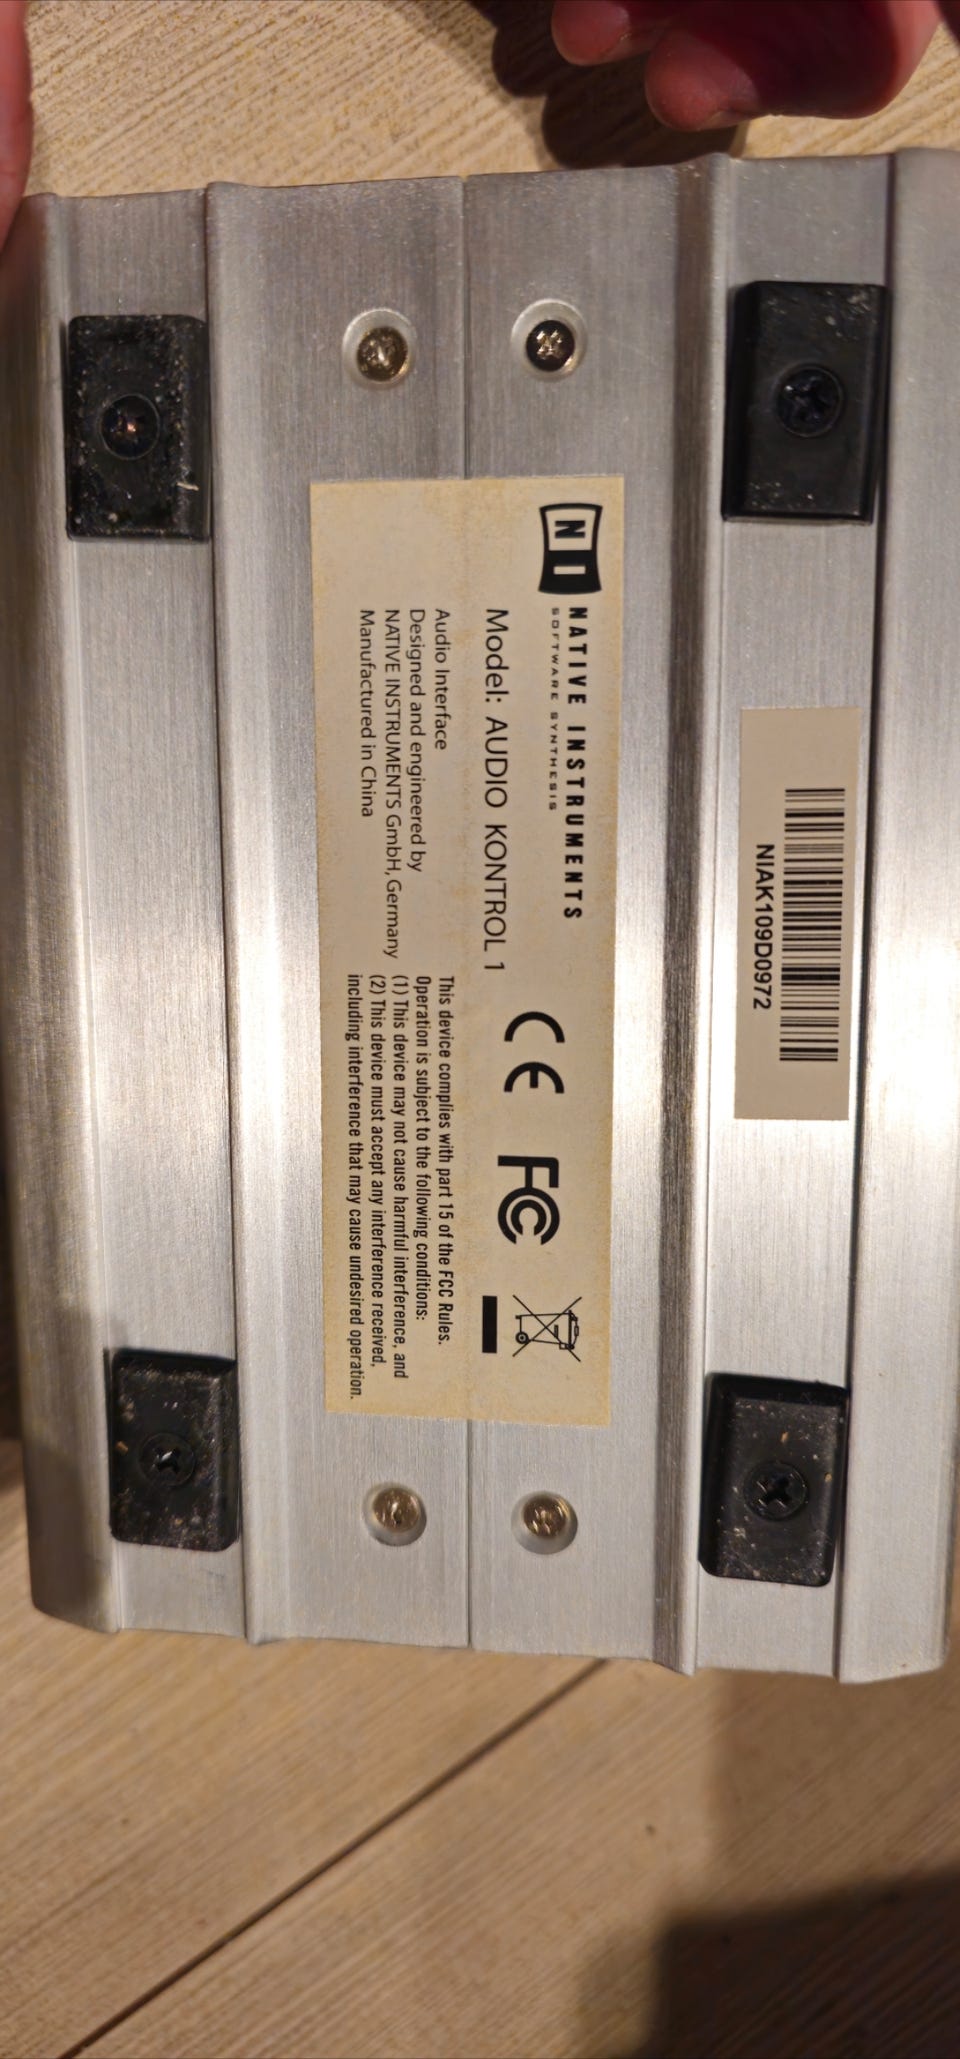 NIAK109D0972
NI
NATIVE INSTRUMENTS
SOFTWARE SYNTHESIS
Model: AUDIO KONTROL 1
CE FC
Audio Interface
Designed and engineered by
NATIVE INSTRUMENTS GmbH, Germany
Manufactured in China
This device complies with part 15 of the FCC Rules.
Operation is subject to the following conditions:
(1) This device may not cause harmful interference, and
(2) This device must accept any interference received,
including interference that may cause undesired operation.